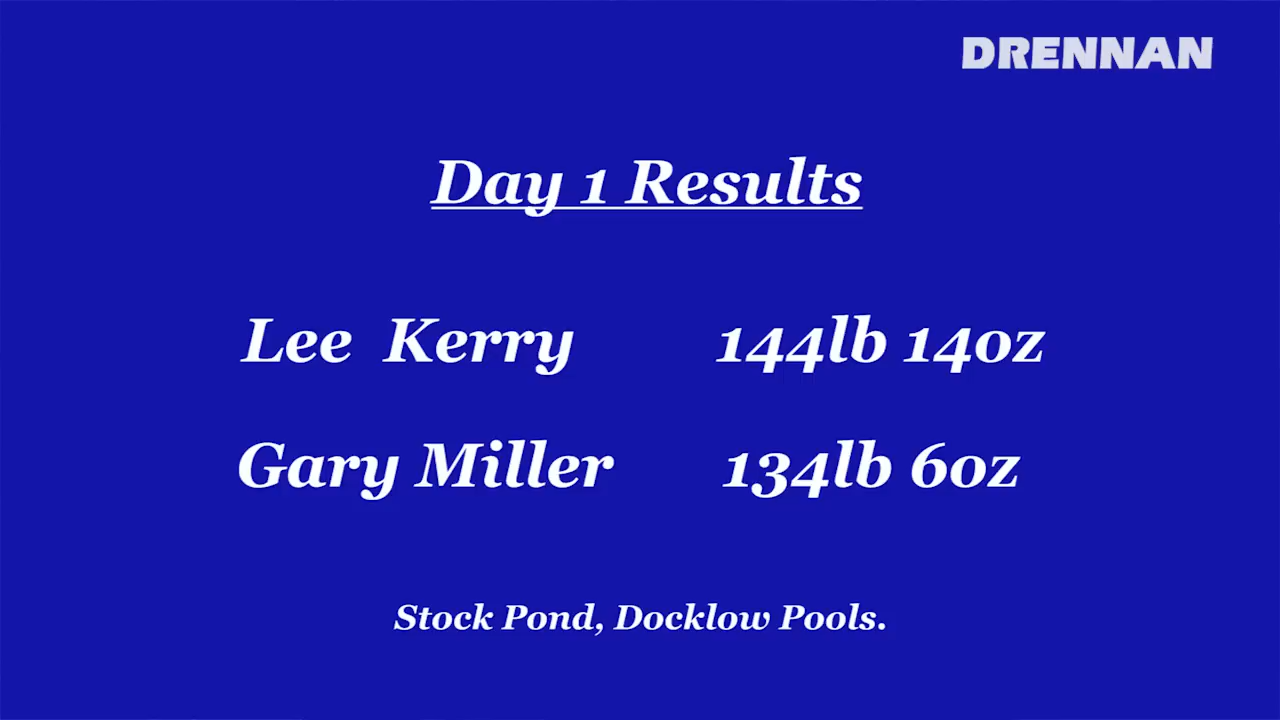 DRENNAN
Day 1 Results
Lee Kerry 144lb 14oz
Gary Miller 134lb 6oz
Stock Pond, Docklow Pools.